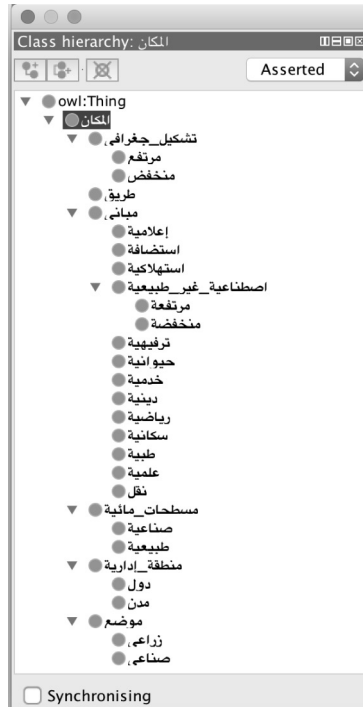 Class hierarchy: المكان
Asserted
owl:Thing
المكان
تشكيل_جغرافي
مرتفع
منخفض
طريق
مباني
إعلامية
استضافة
استهلاكية
اصطناعية_غير_طبيعية
مرتفعة
منخفضة
ترفيهية
حيوانية
خدمية
دينية
رياضية
سكانية
طبية
علمية
نقل
مسطحات_مائية
صناعية
طبيعية
منطقة_إدارية
دول
مدن
موضع
زراعي
صناعي
Synchronising